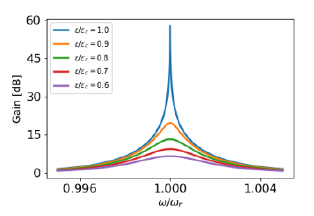 60
45
30
15
0
Gain [dB]
ε/ε_c = 1.0
ε/ε_c = 0.9
ε/ε_c = 0.8
ε/ε_c = 0.7
ε/ε_c = 0.6
0.996 1.000 1.004
ω/ω_r